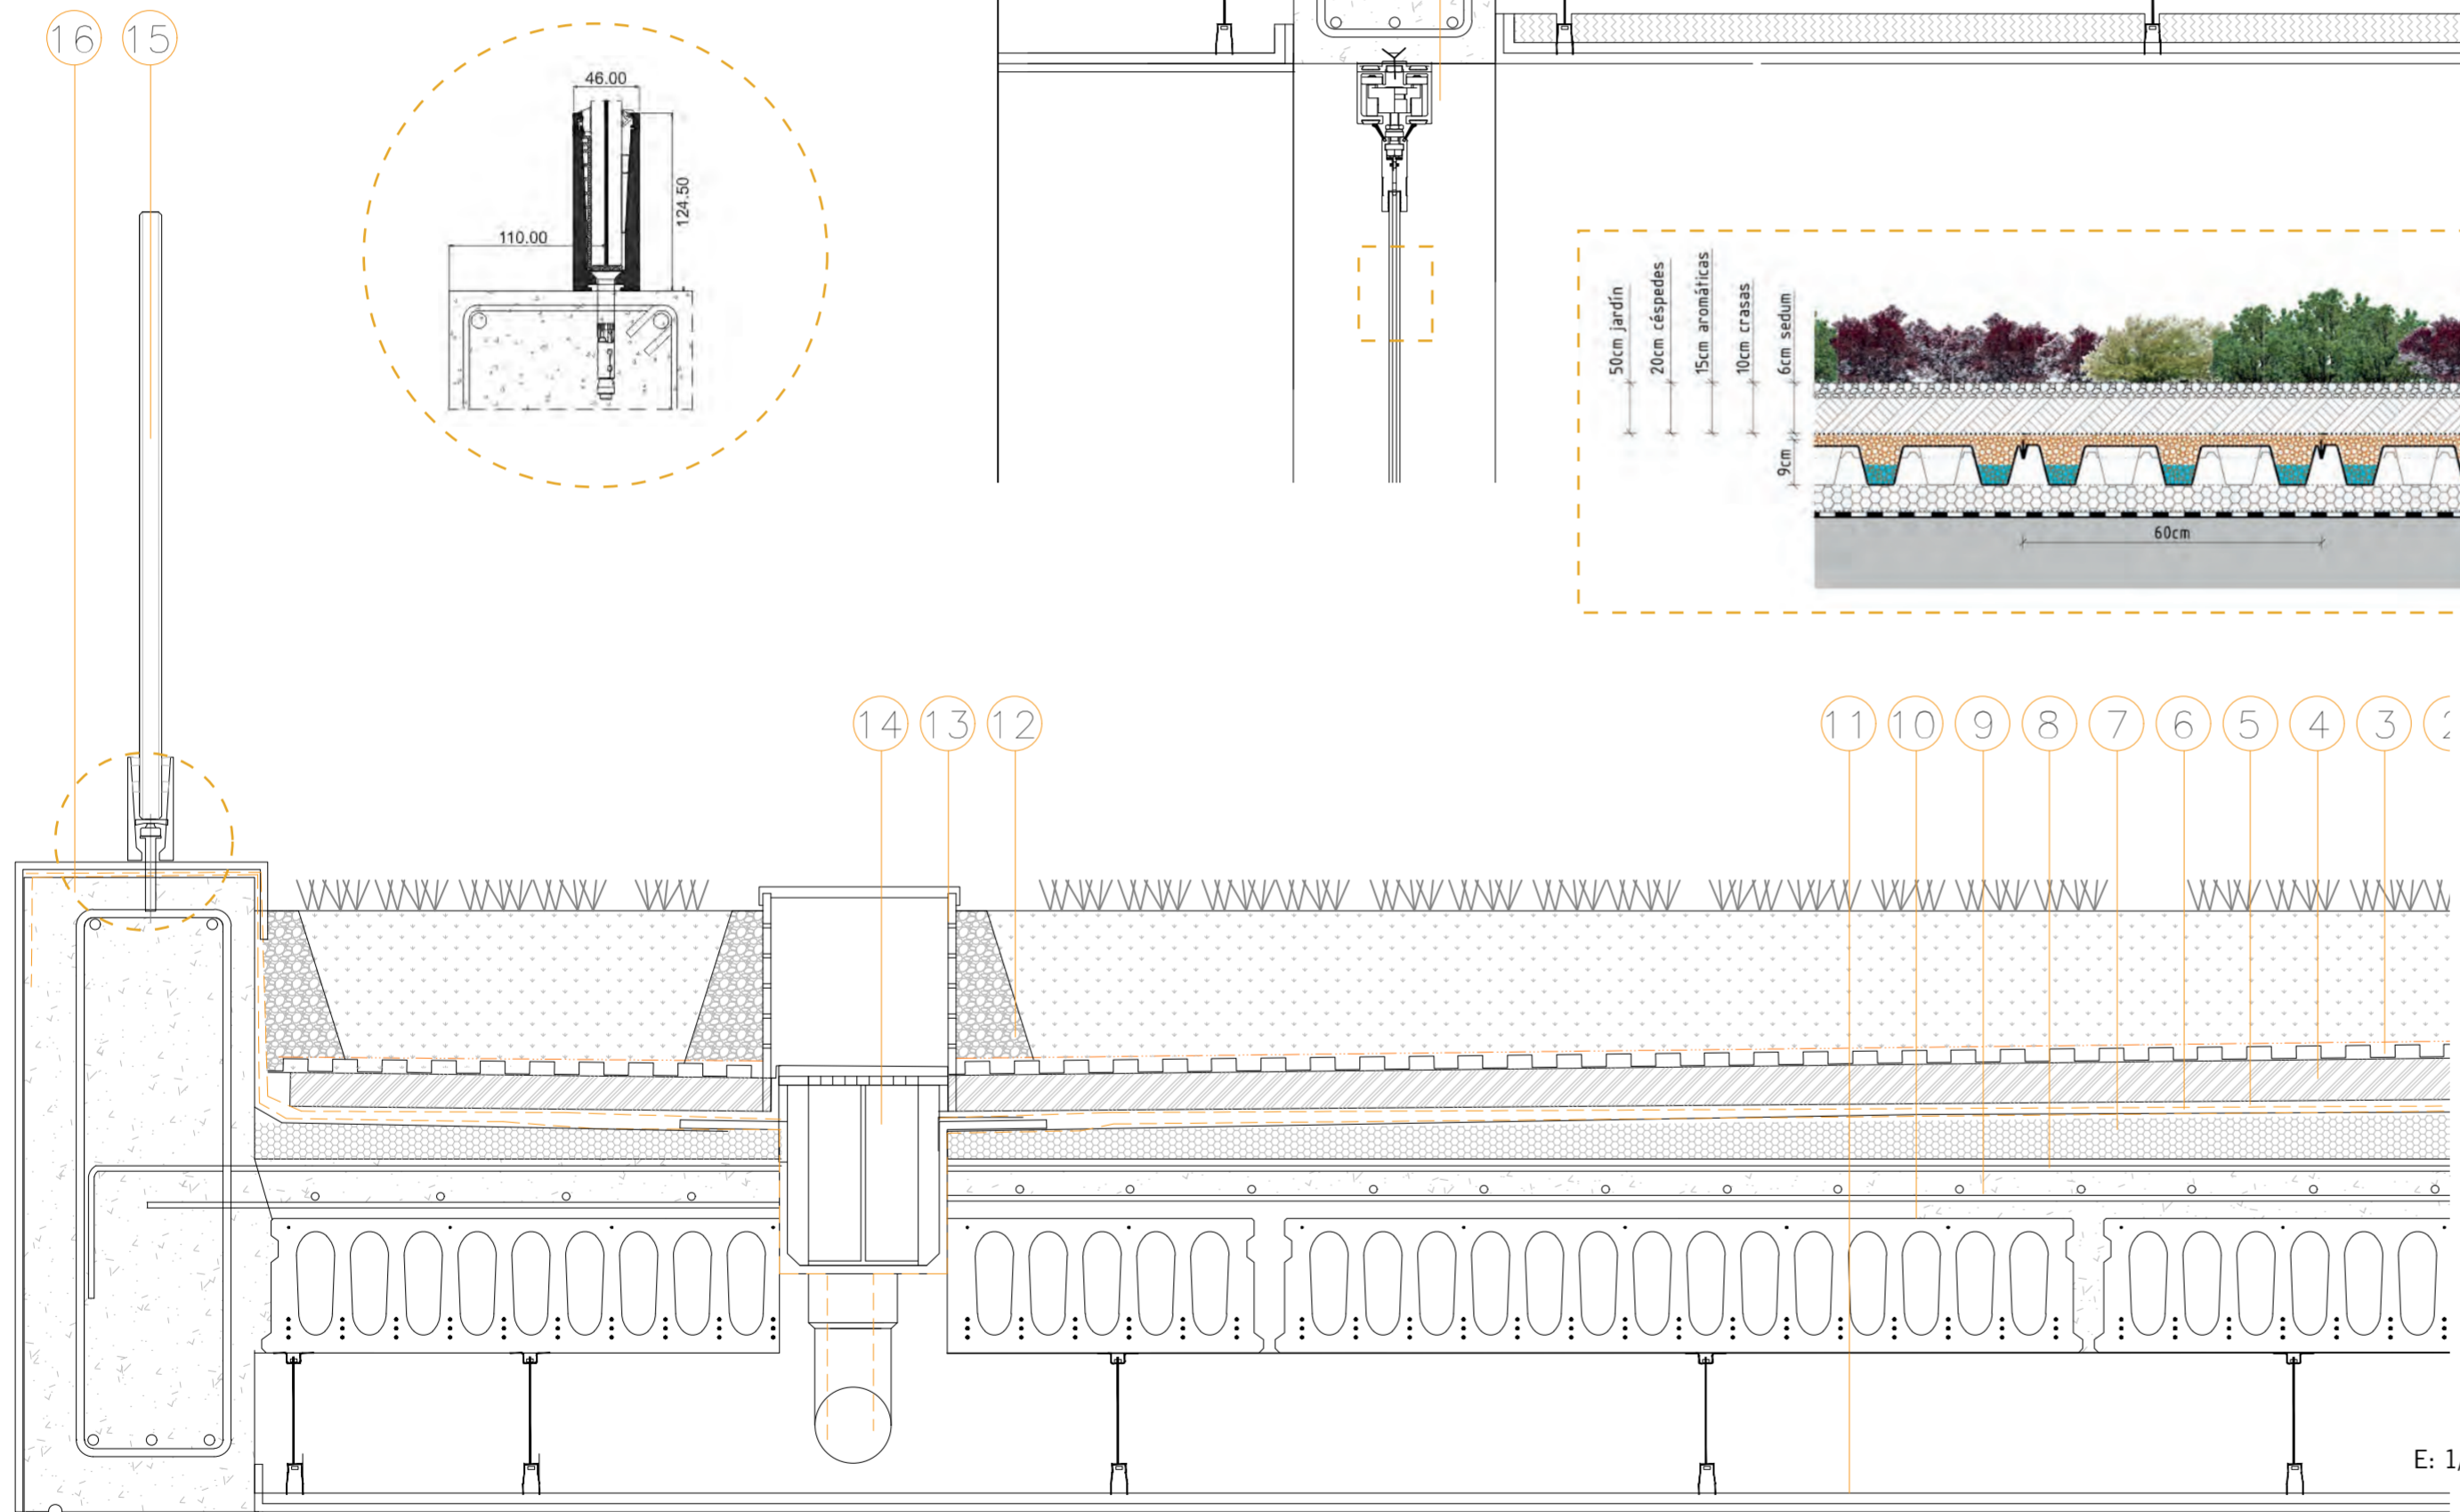 16 15
46.00
124.50
110.00
50cm jardín
20cm céspedes
15cm aromáticas
10cm crasas
6cm sedum
9cm
60cm
14 13 12 11 10 9 8 7 6 5 4 3 2
E: 1/